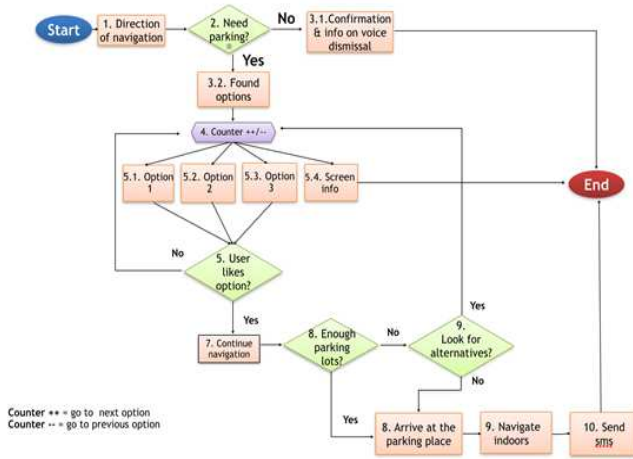 Start
1. Direction
of navigation
2. Need
parking?
No
3.1.Confirmation
& info on voice
dismissal
Yes
3.2. Found
options
4. Counter ++/--
5.1. Option
1
5.2. Option
2
5.3. Option
3
5.4. Screen
info
End
No
5. User
likes
option?
Yes
7. Continue
navigation
8. Enough
parking
lots?
No
9.
Look for
alternatives?
Yes
No
Yes
8. Arrive at the
parking place
9. Navigate
indoors
10. Send
sms
Counter ++ = go to next option
Counter -- = go to previous option